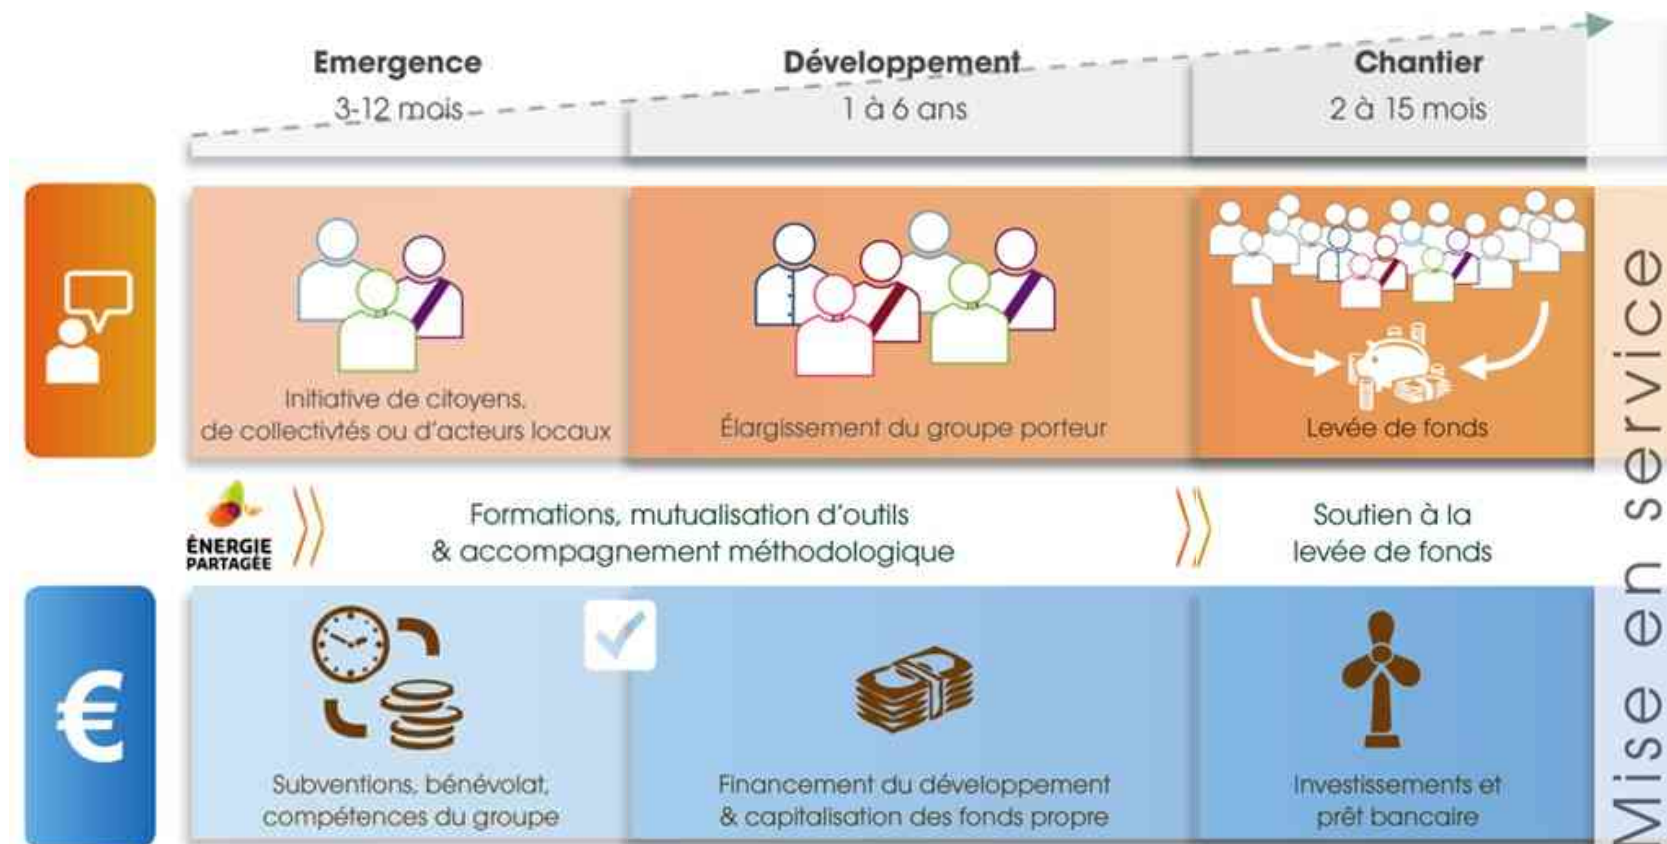 Emergence
3-12 mois
Développement
1 à 6 ans
Chantier
2 à 15 mois
Initiative de citoyens,
de collectivtés ou d'acteurs locaux
Élargissement du groupe porteur
Levée de fonds
ÉNERGIE
PARTAGÉE
Formations, mutualisation d'outils
& accompagnement méthodologique
Soutien à la
levée de fonds
€
Subventions, bénévolat,
compétences du groupe
Financement du développement
& capitalisation des fonds propre
Investissements et
prêt bancaire
Mise en service